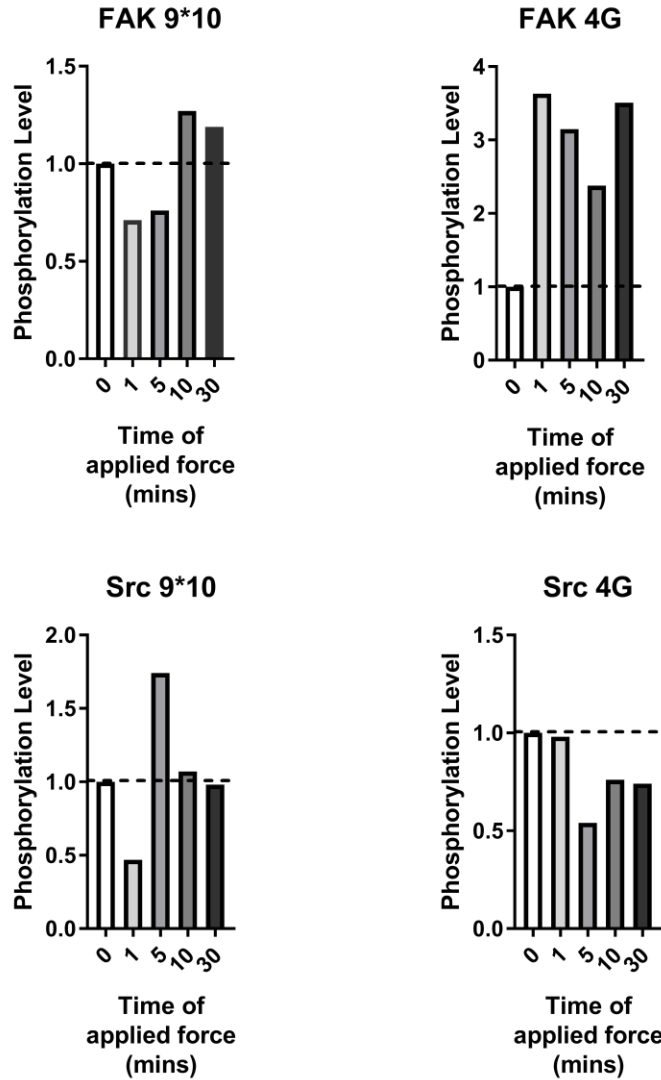 FAK 9*10
Phosphorylation Level
1.5
1.0
0.5
0.0
0 1 5 10 30
Time of
applied force
(mins)
FAK 4G
Phosphorylation Level
4
3
2
1
0
0 1 5 10 30
Time of
applied force
(mins)
Src 9*10
Phosphorylation Level
2.0
1.5
1.0
0.5
0.0
0 1 5 10 30
Time of
applied force
(mins)
Src 4G
Phosphorylation Level
1.5
1.0
0.5
0.0
0 1 5 10 30
Time of
applied force
(mins)